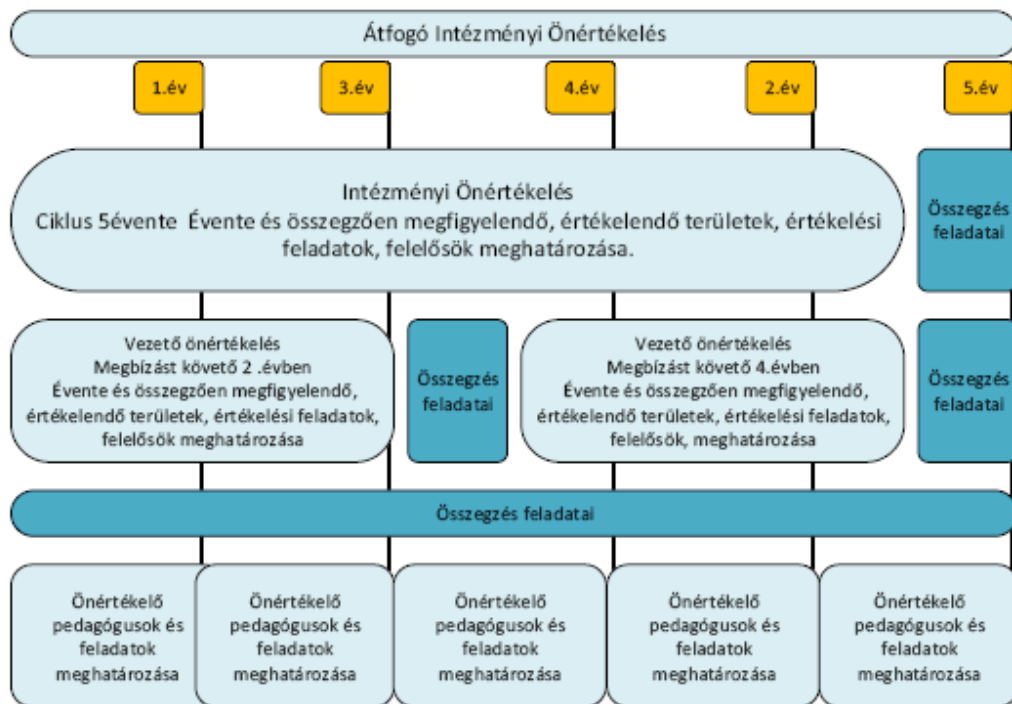 Átfogó Intézményi Önértékelés
1.év
3.év
4.év
2.év
5.év
Intézményi Önértékelés
Ciklus 5évente Évente és összegzően megfigyelendő, értékelendő területek, értékelési
feladatok, felelősök meghatározása.
Összegzés
feladatai
Vezető önértékelés
Megbízást követő 2 .évben
Évente és összegzően megfigyelendő,
értékelendő területek, értékelési feladatok,
felelősök meghatározása
Összegzés
feladatai
Vezető önértékelés
Megbízást követő 4.évben
Évente és összegzően megfigyelendő,
értékelendő területek, értékelési feladatok,
felelősök, meghatározása
Összegzés
feladatai
Összegzés feladatai
Önértékelő
pedagógusok és
feladatok
meghatározása
Önértékelő
pedagógusok és
feladatok
meghatározása
Önértékelő
pedagógusok és
feladatok
meghatározása
Önértékelő
pedagógusok és
feladatok
meghatározása
Önértékelő
pedagógusok és
feladatok
meghatározása